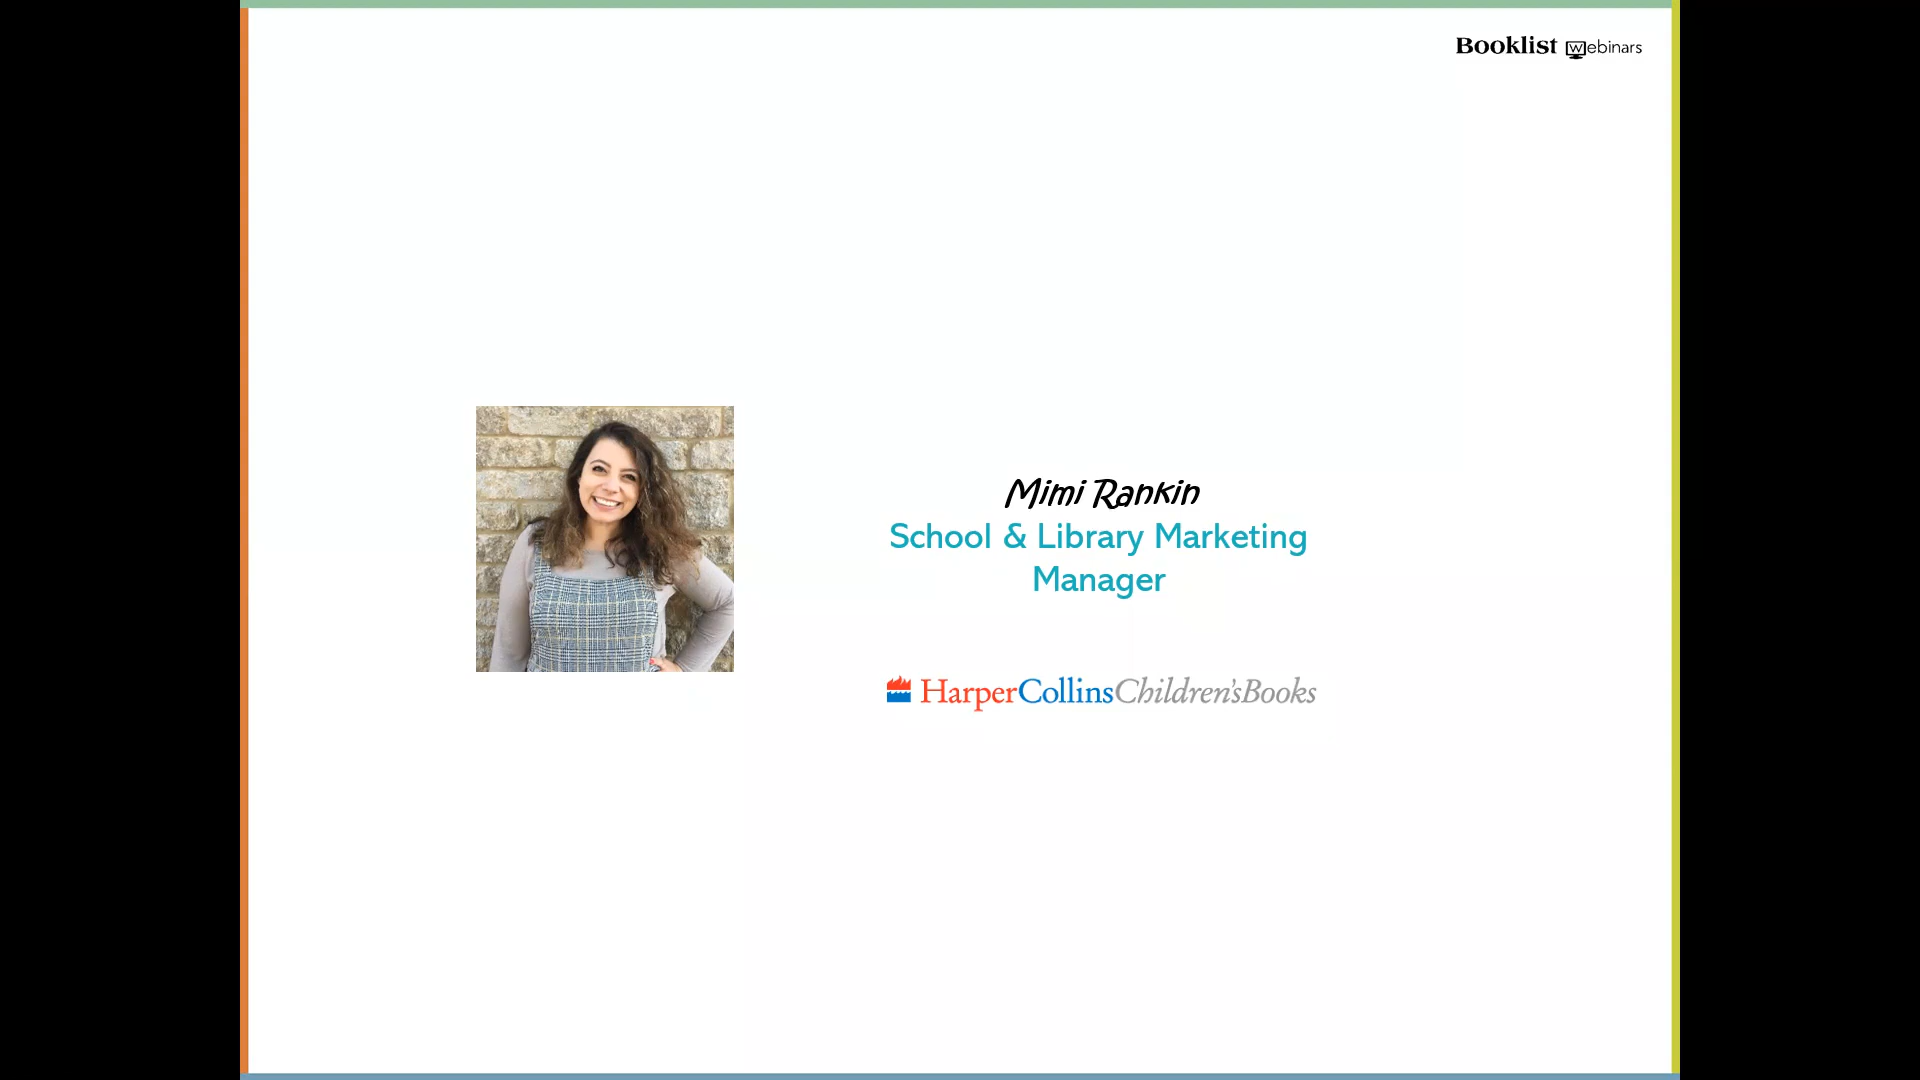 Booklist Webinars
Mimi Rankin
School & Library Marketing
Manager
HarperCollinsChildren'sBooks